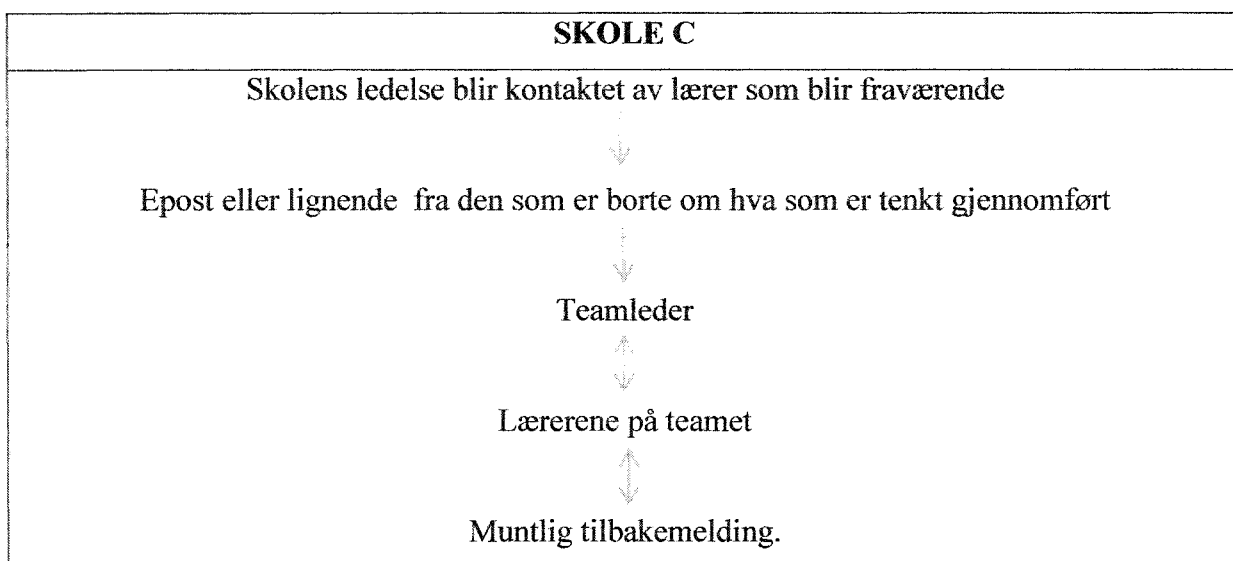 SKOLE C
Skolens ledelse blir kontaktet av lærer som blir fraværende
Epost eller lignende fra den som er borte om hva som er tenkt gjennomført
Teamleder
Lærerene på teamet
Muntlig tilbakemelding.